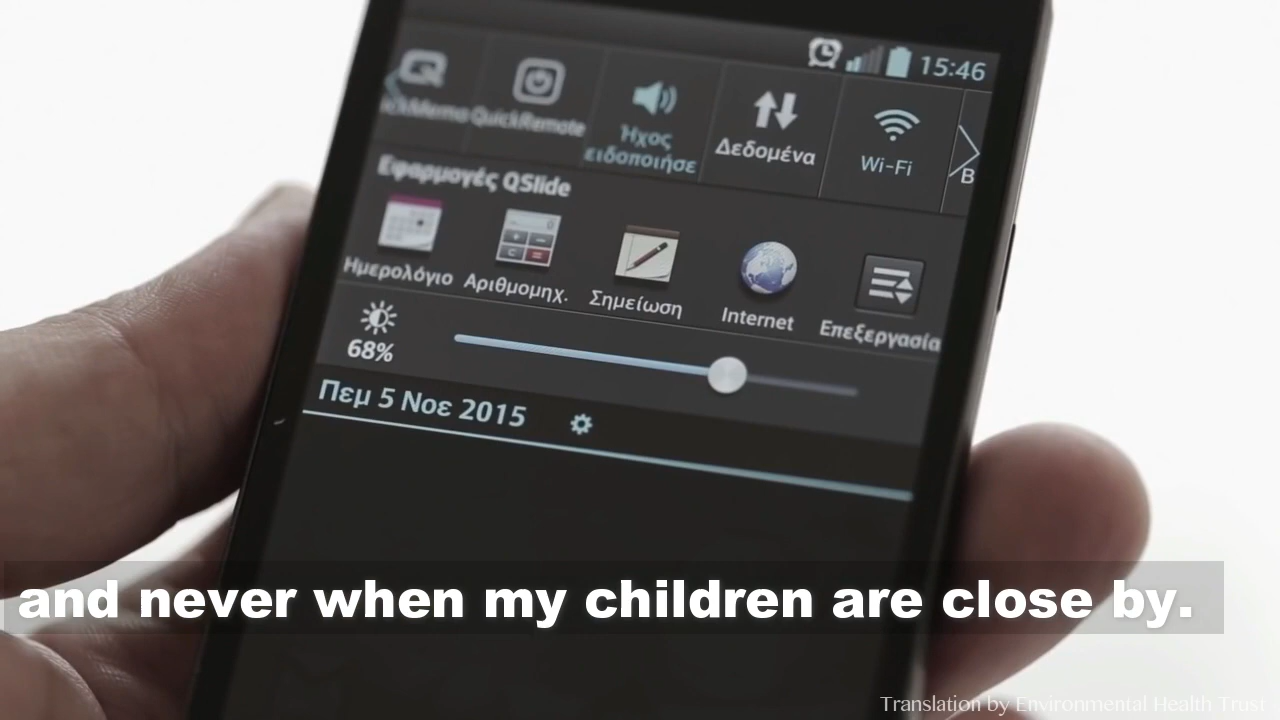 15:46
QuickRemote
Ήχος
ειδοποιήσε
Δεδομένα
Wi-Fi
B
Εφαρμογές QSlide
Ημερολόγιο
Αριθμομηχ.
Σημείωση
Internet
Επεξεργασία
68%
Πεμ 5 Νοε 2015
and never when my children are close by.
Translation by Environmental Health Trust